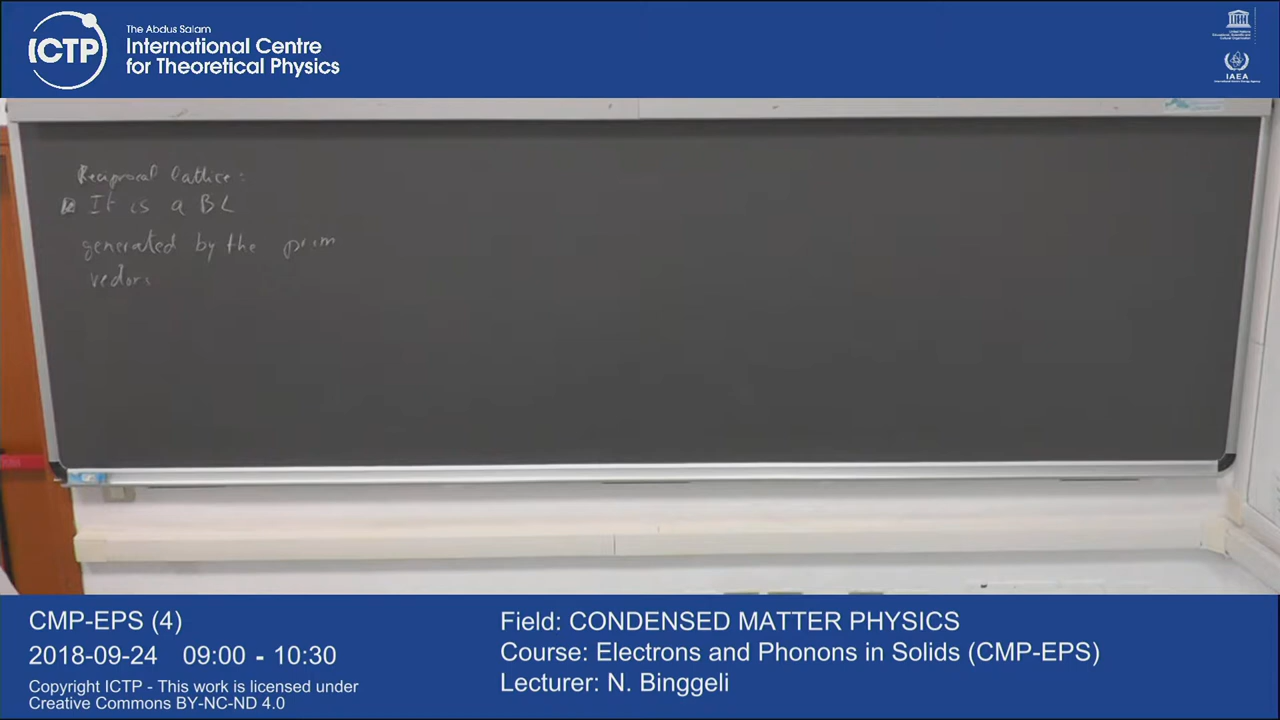 The Abdus Salam
International Centre
for Theoretical Physics
ICTP
IAEA
Reciprocal lattice:
It is a BL
generated by the prim
vectors
CMP-EPS (4)
2018-09-24 09:00 - 10:30
Copyright ICTP - This work is licensed under
Creative Commons BY-NC-ND 4.0
Field: CONDENSED MATTER PHYSICS
Course: Electrons and Phonons in Solids (CMP-EPS)
Lecturer: N. Binggeli